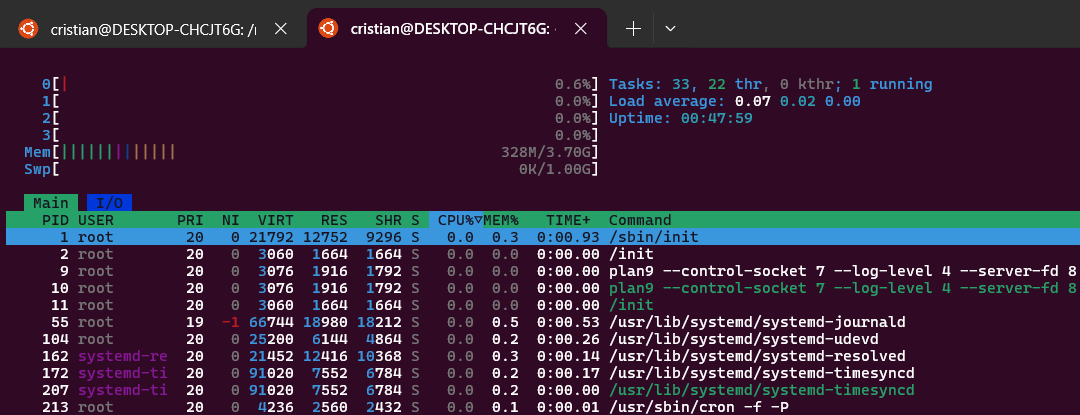 cristian@DESKTOP-CHCJT6G: /r cristian@DESKTOP-CHCJT6G:
0[| 0.6%] Tasks: 33, 22 thr, 0 kthr; 1 running
1[ 0.0%] Load average: 0.07 0.02 0.00
2[ 0.0%] Uptime: 00:47:59
3[ 0.0%]
Mem[||||||||||||| 328M/3.70G]
Swp[ 0K/1.00G]
Main I/O
PID USER PRI NI VIRT RES SHR S CPU%▽MEM% TIME+ Command
1 root 20 0 21792 12752 9296 S 0.0 0.3 0:00.93 /sbin/init
2 root 20 0 3060 1664 1664 S 0.0 0.0 0:00.00 /init
9 root 20 0 3076 1916 1792 S 0.0 0.0 0:00.00 plan9 --control-socket 7 --log-level 4 --server-fd 8
10 root 20 0 3076 1916 1792 S 0.0 0.0 0:00.00 plan9 --control-socket 7 --log-level 4 --server-fd 8
11 root 20 0 3060 1664 1664 S 0.0 0.0 0:00.00 /init
55 root 19 -1 66744 18980 18212 S 0.0 0.5 0:00.53 /usr/lib/systemd/systemd-journald
104 root 20 0 25200 6144 4864 S 0.0 0.2 0:00.26 /usr/lib/systemd/systemd-udevd
162 systemd-re 20 0 21452 12416 10368 S 0.0 0.3 0:00.14 /usr/lib/systemd/systemd-resolved
172 systemd-ti 20 0 91020 7552 6784 S 0.0 0.2 0:00.17 /usr/lib/systemd/systemd-timesyncd
207 systemd-ti 20 0 91020 7552 6784 S 0.0 0.2 0:00.00 /usr/lib/systemd/systemd-timesyncd
213 root 20 0 4236 2560 2432 S 0.0 0.1 0:00.01 /usr/sbin/cron -f -P